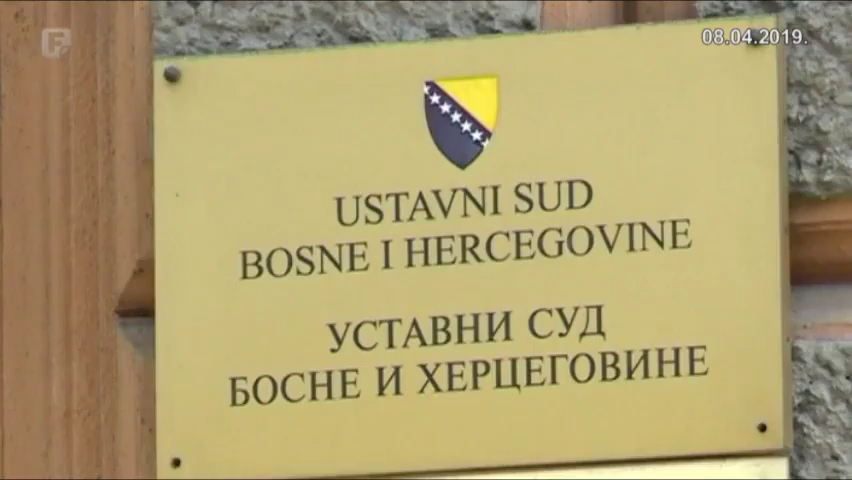 08.04.2019.
USTAVNI SUD
BOSNE I HERCEGOVINE
УСТАВНИ СУД
БОСНЕ И ХЕРЦЕГОВИНЕ